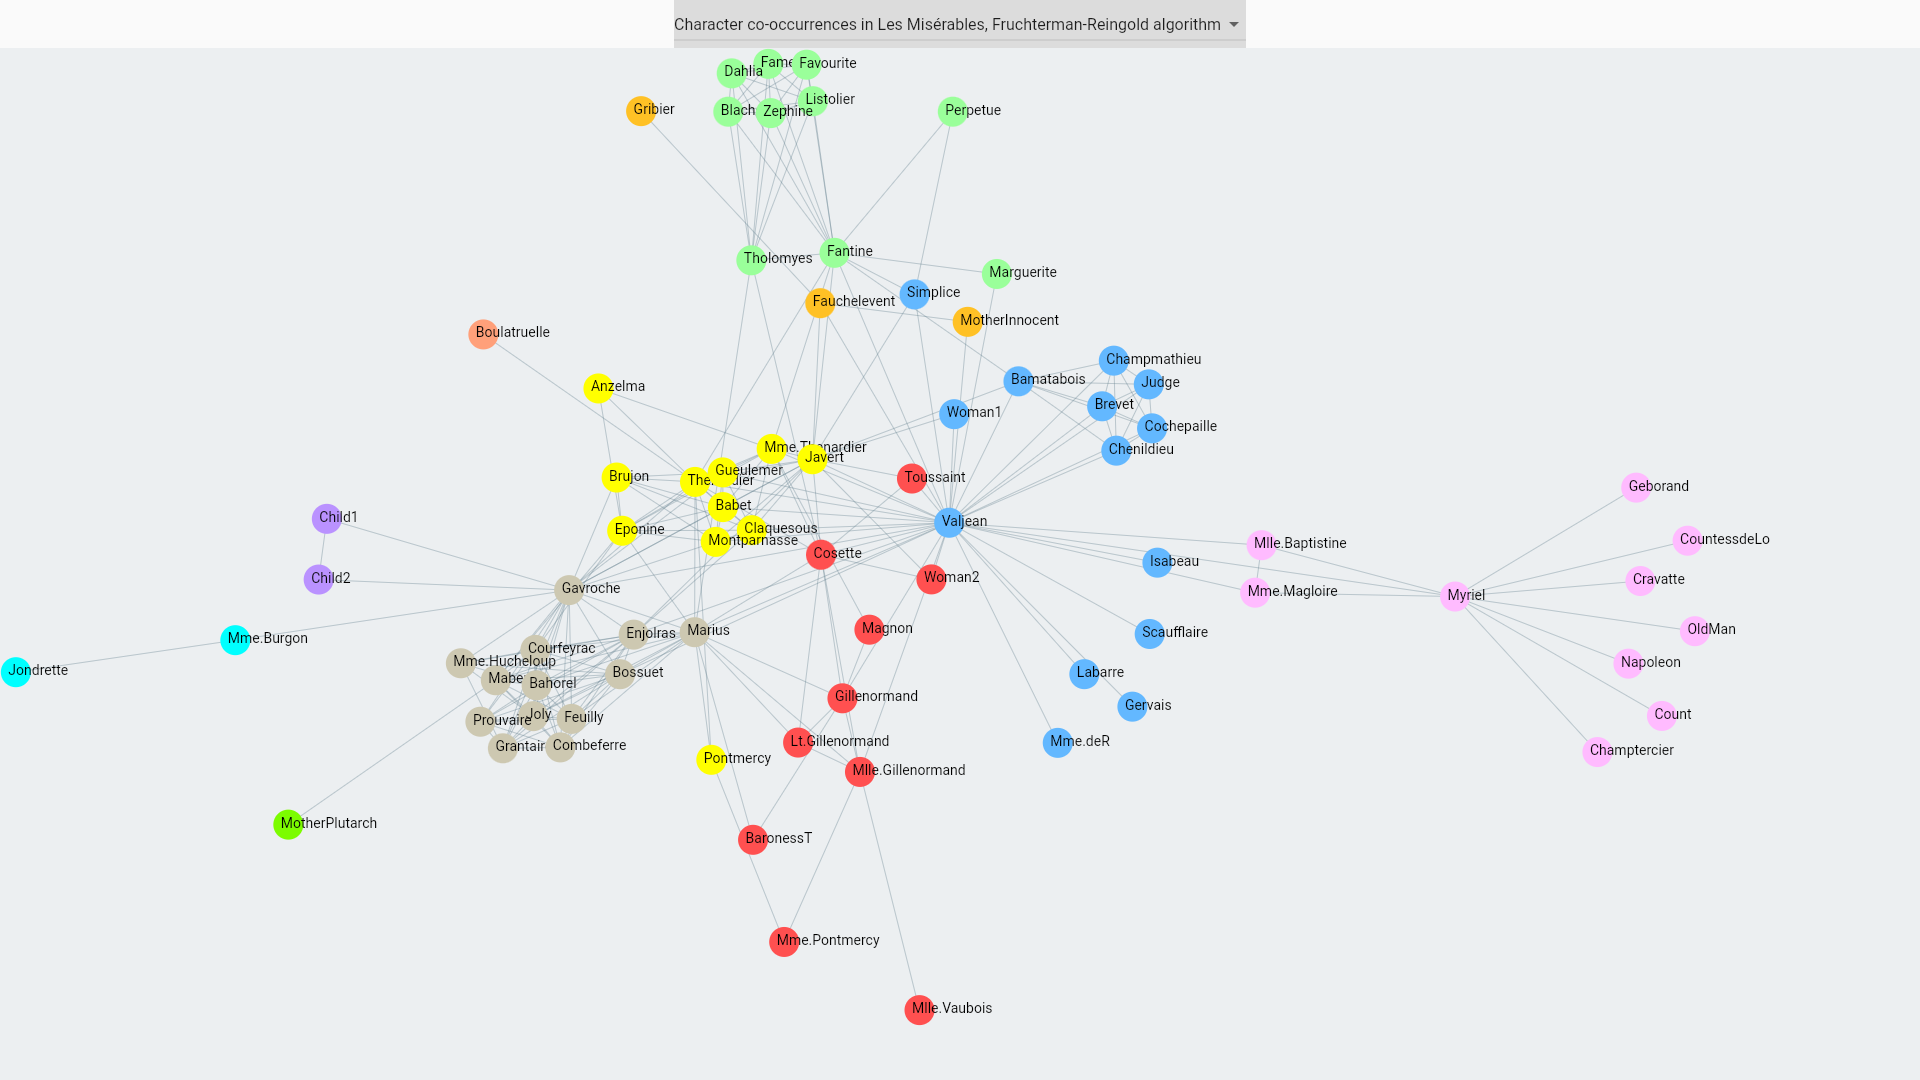 Character co-occurrences in Les Misérables, Fruchterman-Reingold algorithm
Dahlia
Fame
Favourite
Listolier
Blach
Zephine
Gribier
Perpetue
Tholomyes
Fantine
Marguerite
Simplice
Fauchelevent
MotherInnocent
Boulatruelle
Champmathieu
Bamatabois
Judge
Anzelma
Brevet
Woman1
Cochepaille
Chenildieu
Mme.Thenardier
Javert
Gueulemer
Brujon
Thenardier
Toussaint
Geborand
Babet
Child1
Valjean
Claquesous
Eponine
Montparnasse
CountessdeLo
Mlle.Baptistine
Cosette
Isabeau
Woman2
Child2
Cravatte
Gavroche
Mme.Magloire
Myriel
Magnon
OldMan
Marius
Enjolras
Scaufflaire
Mme.Burgon
Courfeyrac
Mme.Hucheloup
Napoleon
Jondrette
Bossuet
Labarre
Mabe
Bahorel
Gillenormand
Gervais
Joly
Feuilly
Count
Prouvaire
Lt.Gillenormand
Mme.deR
Grantair
Combeferre
Champtercier
Pontmercy
Mlle.Gillenormand
MotherPlutarch
BaronessT
Mme.Pontmercy
Mlle.Vaubois